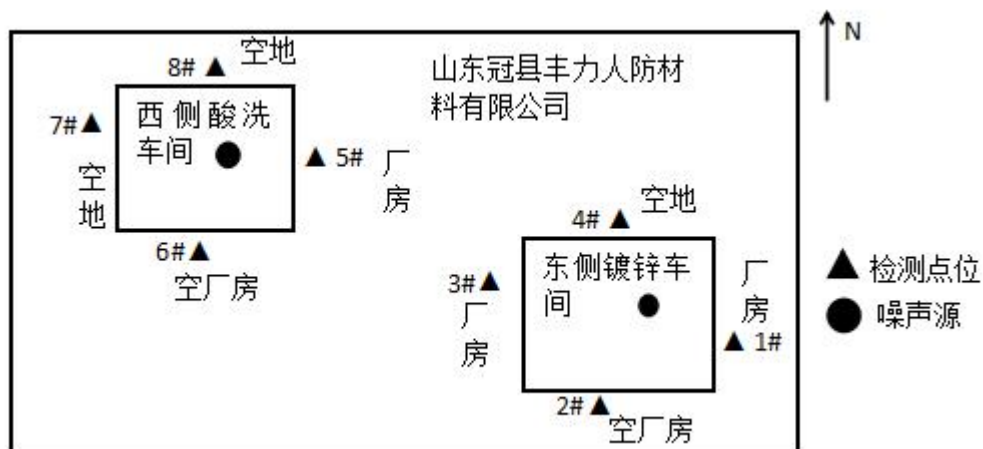 N
山东冠县丰力人防材
料有限公司
8#
空地
7#
西侧酸洗
车间
5#
厂房
空地
6#
空厂房
4#
空地
3#
东侧镀锌车
间
厂房
厂房
1#
2#
空厂房
检测点位
噪声源